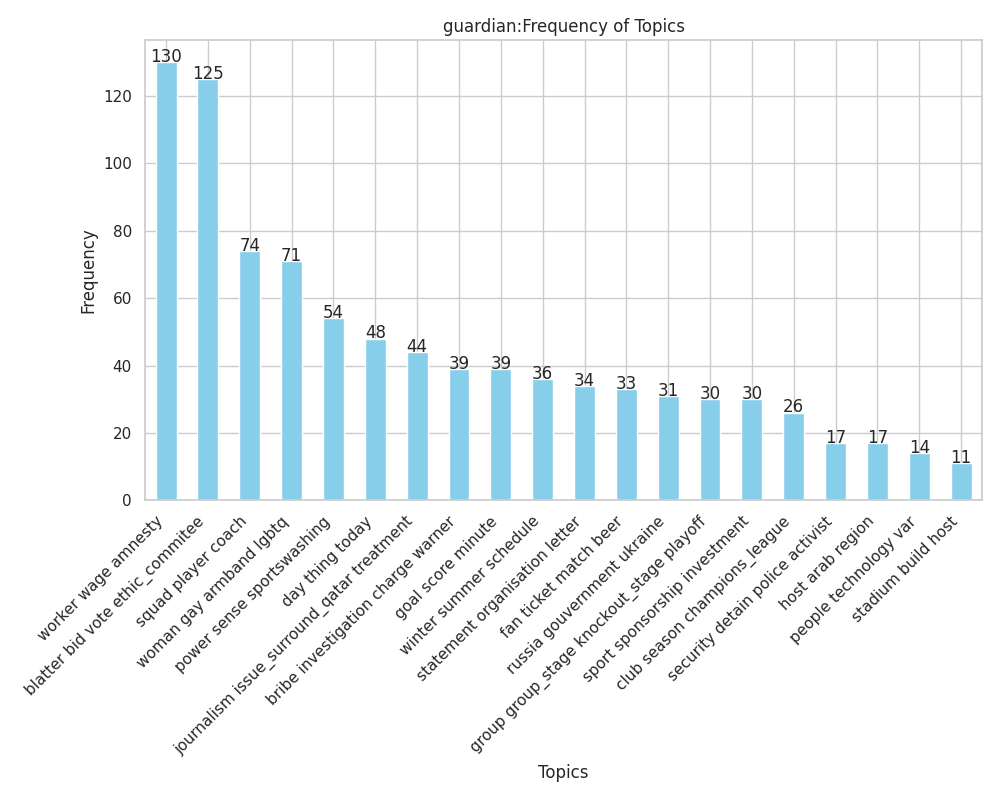 guardian:Frequency of Topics
Frequency
120
100
80
60
40
20
0
130
125
74
71
54
48
44
39
39
36
34
33
31
30
30
26
17
17
14
11
worker wage amnesty
blatter bid vote ethic_commitee
squad player coach
woman gay armband lgbtq
power sense sportswashing
day thing today
journalism issue_surround_qatar treatment
bribe investigation charge warner
goal score minute
winter summer schedule
statement organisation letter
fan ticket match beer
russia gouvernment ukraine
group group_stage knockout_stage playoff
sport sponsorship investment
club season champions_league
security detain police activist
host arab region
people technology var
stadium build host
Topics